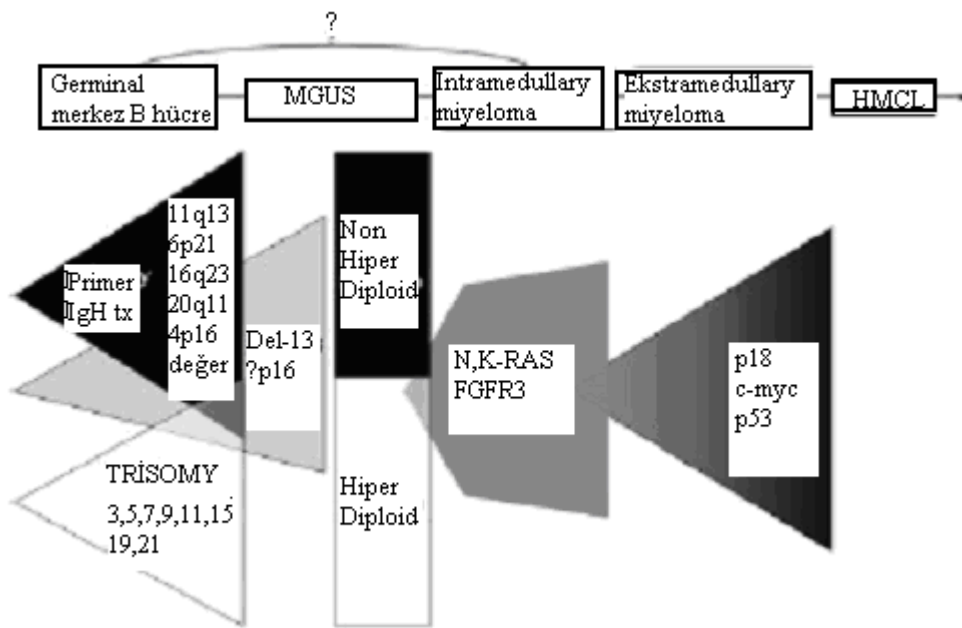 ?
Germinal
merkez B hücre
MGUS
Intramedullary
miyeloma
Ekstramedullary
miyeloma
HMCL
Primer
IgH tx
11q13
6p21
16q23
20q11
4p16
değer
Del-13
?p16
Non
Hiper
Diploid
N,K-RAS
FGFR3
p18
c-myc
p53
TRİSOMY
3,5,7,9,11,15
19,21
Hiper
Diploid